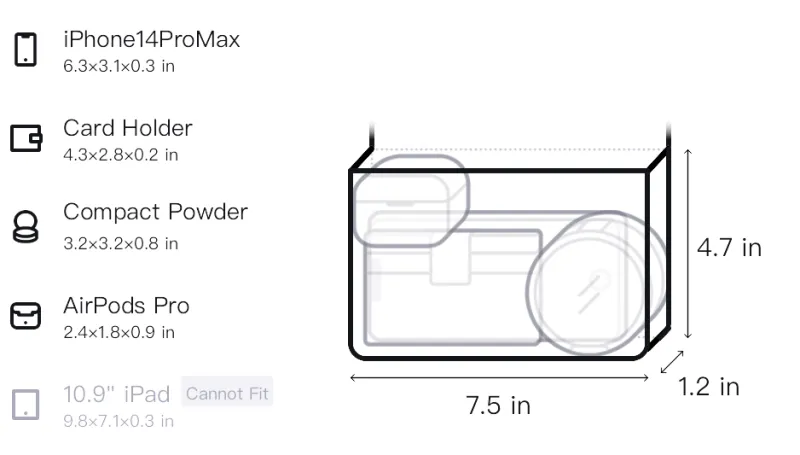 iPhone14ProMax
6.3×3.1×0.3 in
Card Holder
4.3×2.8×0.2 in
Compact Powder
3.2×3.2×0.8 in
AirPods Pro
2.4×1.8×0.9 in
10.9" iPad Cannot Fit
9.8×7.1×0.3 in
4.7 in
1.2 in
7.5 in